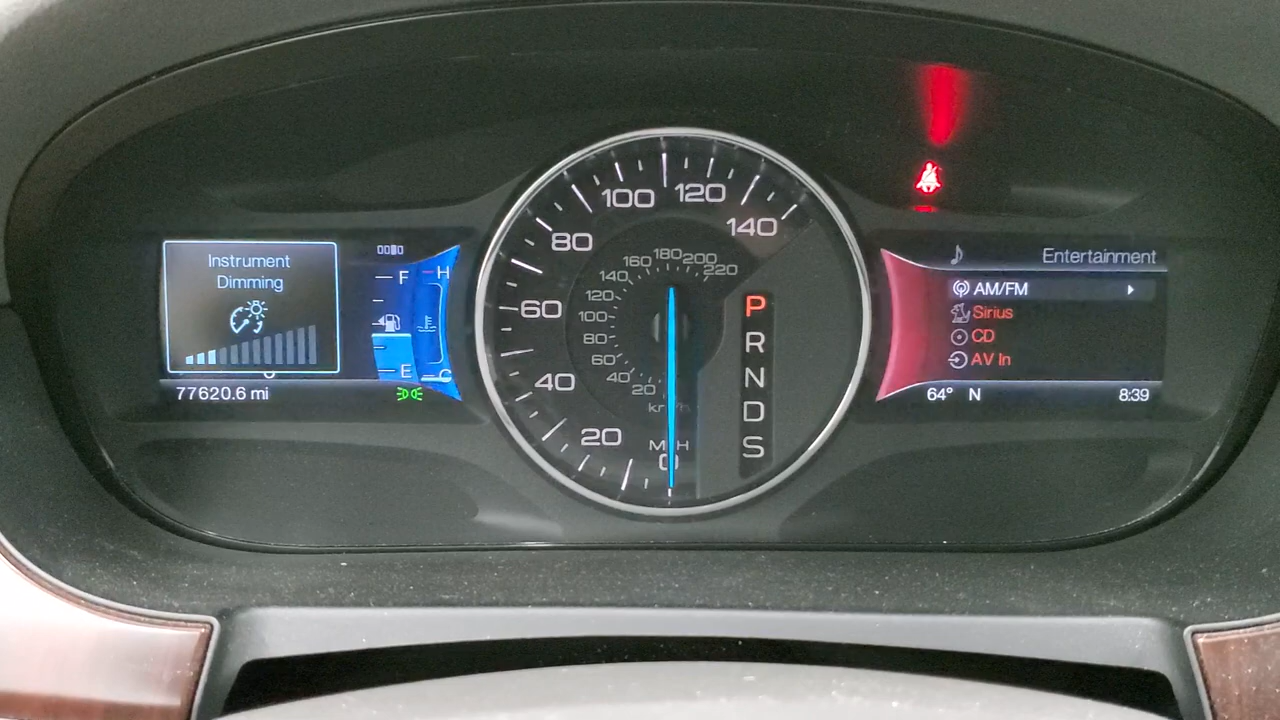 Instrument
Dimming
F
H
E
C
77620.6 mi
0
20
40
60
80
100
120
140
MPH
20
40
60
80
100
120
140
160
180
200
220
P
R
N
D
S
Entertainment
AM/FM
Sirius
CD
AV In
64° N
8:39